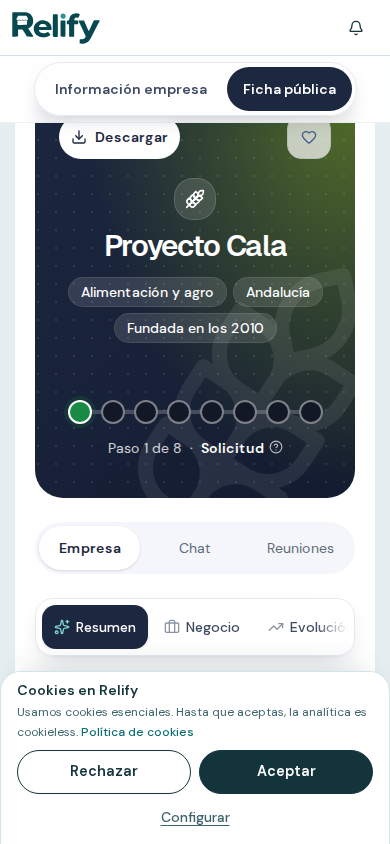 Relify
Información empresa
Ficha pública
Descargar
Proyecto Cala
Alimentación y agro
Andalucía
Fundada en los 2010
Paso 1 de 8 · Solicitud
Empresa
Chat
Reuniones
Resumen
Negocio
Evolució
Cookies en Relify
Usamos cookies esenciales. Hasta que aceptas, la analítica es
cookieless. Política de cookies
Rechazar
Aceptar
Configurar